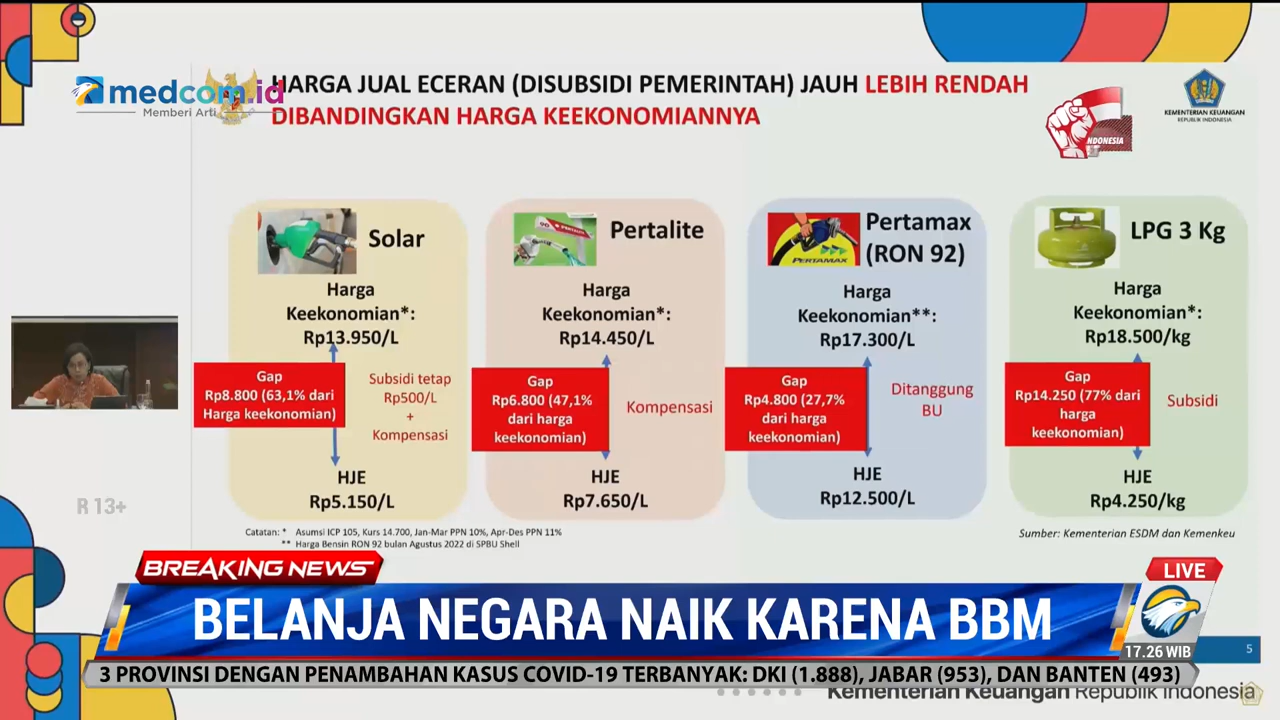 medcom.id
Memberi Arti
HARGA JUAL ECERAN (DISUBSIDI PEMERINTAH) JAUH LEBIH RENDAH
DIBANDINGKAN HARGA KEEKONOMIANNYA
INDONESIA
KEMENTERIAN KEUANGAN
REPUBLIK INDONESIA
Solar
Harga
Keekonomian*:
Rp13.950/L
Gap
Rp8.800 (63,1% dari
Harga keekonomian)
Subsidi tetap
Rp500/L
+
Kompensasi
HJE
Rp5.150/L
Pertalite
Harga
Keekonomian*:
Rp14.450/L
Gap
Rp6.800 (47,1%
dari harga
keekonomian)
Kompensasi
HJE
Rp7.650/L
PERTAMAX
Pertamax
(RON 92)
Harga
Keekonomian**:
Rp17.300/L
Gap
Rp4.800 (27,7%
dari harga
keekonomian)
Ditanggung
BU
HJE
Rp12.500/L
LPG 3 Kg
Harga
Keekonomian*:
Rp18.500/kg
Gap
Rp14.250 (77% dari
harga
keekonomian)
Subsidi
HJE
Rp4.250/kg
R 13+
Catatan: * Asumsi ICP 105, Kurs 14.700, Jan-Mar PPN 10%, Apr-Des PPN 11%
** Harga Bensin RON 92 bulan Agustus 2022 di SPBU Shell
Sumber: Kementerian ESDM dan Kemenkeu
BREAKING NEWS
LIVE
BELANJA NEGARA NAIK KARENA BBM
17.26 WIB
5
3 PROVINSI DENGAN PENAMBAHAN KASUS COVID-19 TERBANYAK: DKI (1.888), JABAR (953), DAN BANTEN (493)
Kementerian Keuangan Republik Indonesia